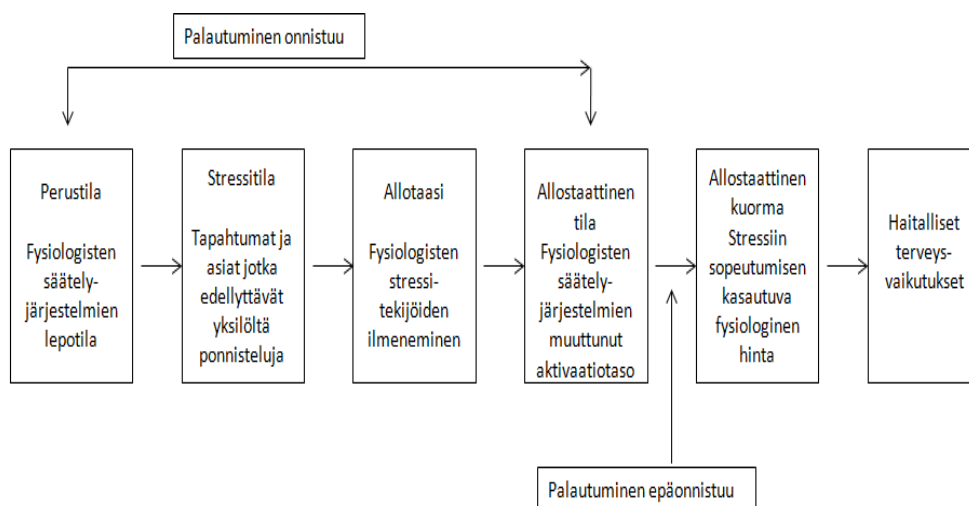 Palautuminen onnistuu
Perustila
Fysiologisten
säätely-
järjestelmien
lepotila
Stressitila
Tapahtumat ja
asiat jotka
edellyttävät
yksilöltä
ponnisteluja
Allotaasi
Fysiologisten
stressi-
tekijöiden
ilmeneminen
Allostaattinen
tila
Fysiologisten
säätely-
järjestelmien
muuttunut
aktivaatiotaso
Allostaattinen
kuorma
Stressiin
sopeutumisen
kasautuva
fysiologinen
hinta
Haitalliset
terveys-
vaikutukset
Palautuminen epäonnistuu